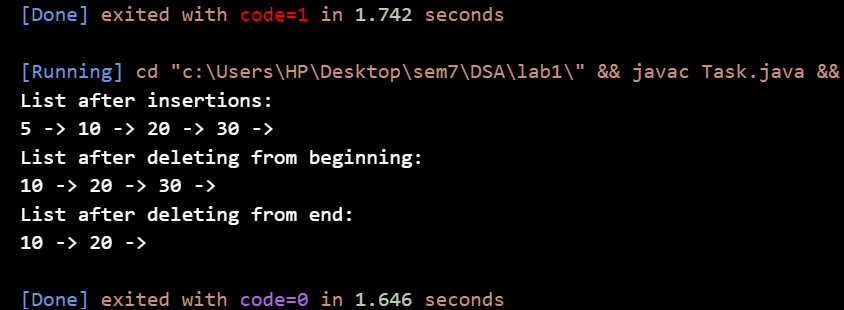 [Done] exited with code=1 in 1.742 seconds
[Running] cd "c:\Users\HP\Desktop\sem7\DSA\lab1\" && javac Task.java &&
List after insertions:
5 -> 10 -> 20 -> 30 ->
List after deleting from beginning:
10 -> 20 -> 30 ->
List after deleting from end:
10 -> 20 ->
[Done] exited with code=0 in 1.646 seconds